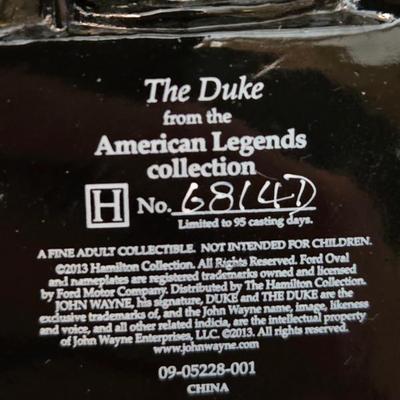 The Duke
from the
American Legends
collection
H No. 6814D
Limited to 95 casting days.
A FINE ADULT COLLECTIBLE. NOT INTENDED FOR CHILDREN.
©2013 Hamilton Collection. All Rights Reserved. Ford Oval
and nameplates are registered trademarks owned and licensed
by Ford Motor Company. Distributed by The Hamilton Collection.
JOHN WAYNE, his signature, DUKE and THE DUKE are the
exclusive trademarks of, and the John Wayne name, image, likeness
and voice, and all other related indicia, are the intellectual property
of John Wayne Enterprises, LLC. ©2013. All rights reserved.
www.johnwayne.com
09-05228-001
CHINA